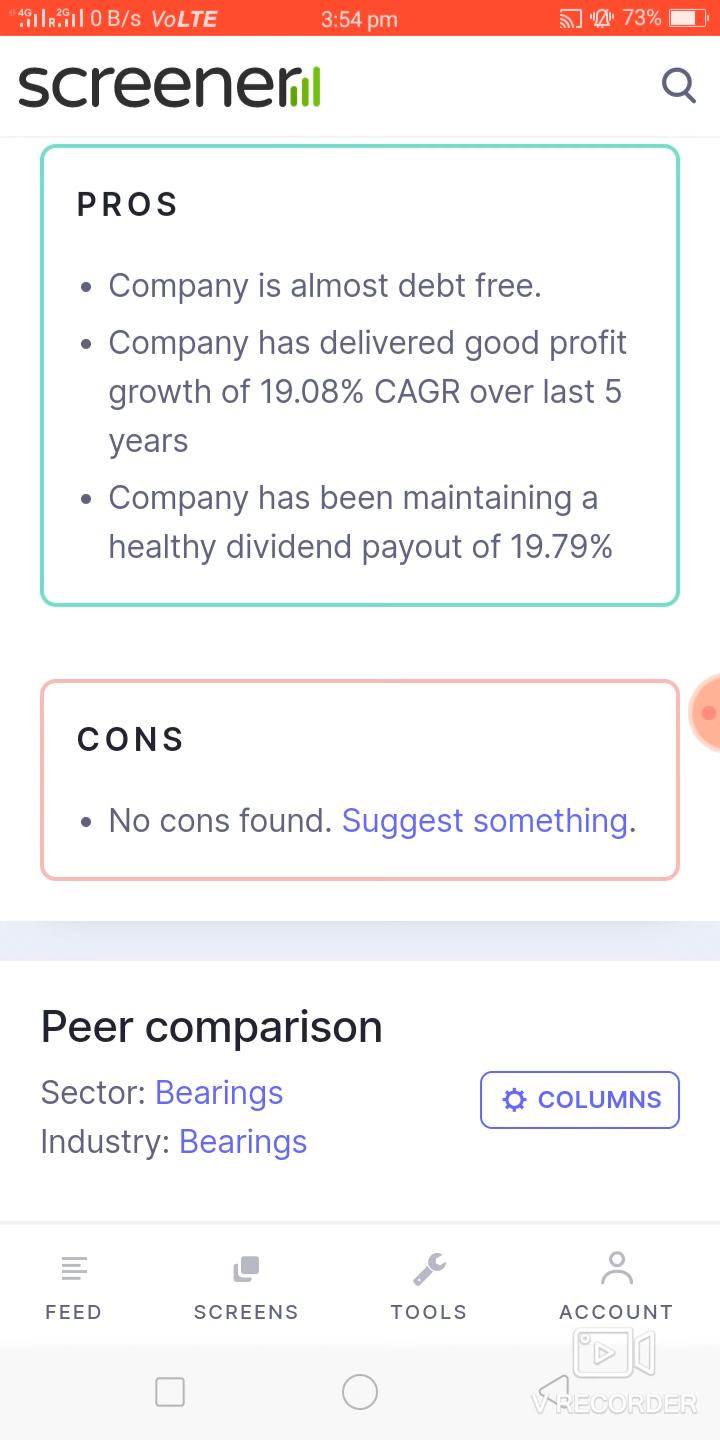 4G 2G 0 B/s VoLTE 3:54 pm 73%
screener
PROS
• Company is almost debt free.
• Company has delivered good profit
growth of 19.08% CAGR over last 5
years
• Company has been maintaining a
healthy dividend payout of 19.79%
CONS
• No cons found. Suggest something.
Peer comparison
Sector: Bearings
COLUMNS
Industry: Bearings
FEED SCREENS TOOLS ACCOUNT
V RECORDER